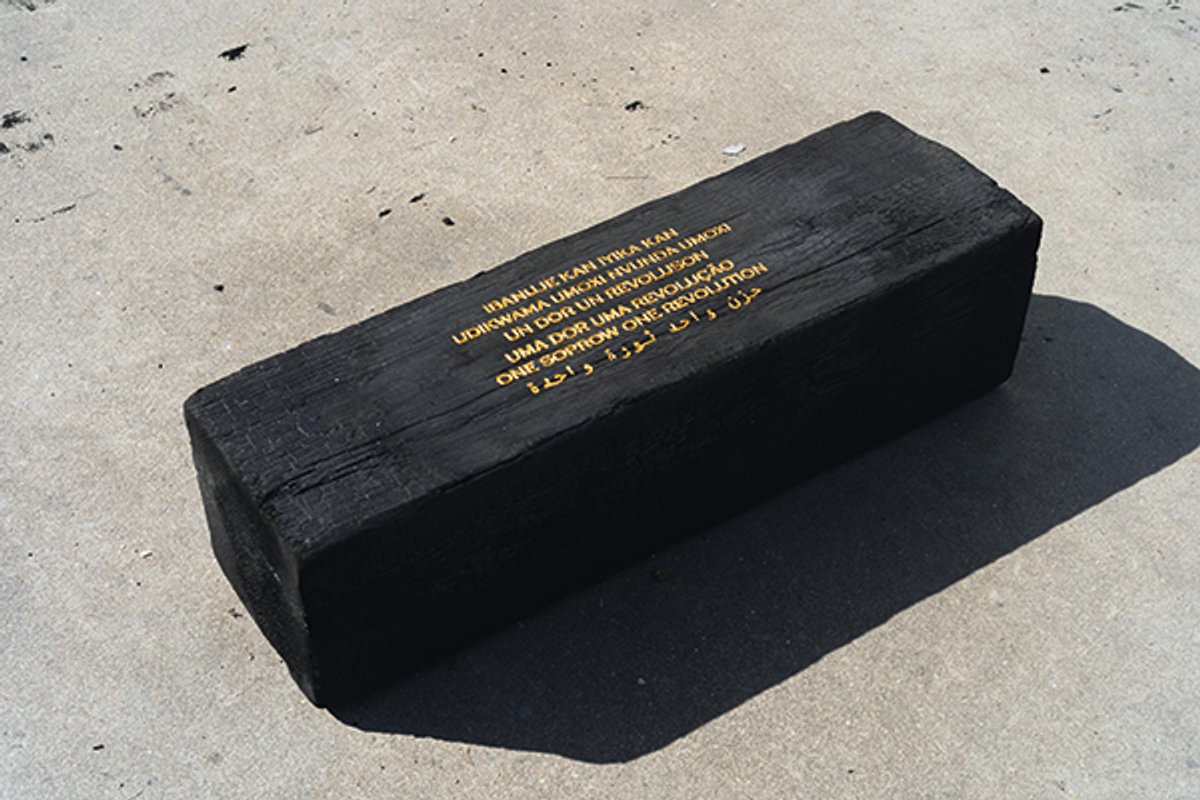 IBANUJE KAN IYIKA KAN
UDIKWAMA UMOXI NVUNDA UMOXI
UN DOR UN REVOLUSON
UMA DOR UMA REVOLUÇÃO
ONE SORROW ONE REVOLUTION
حزن واحد ثورة واحدة